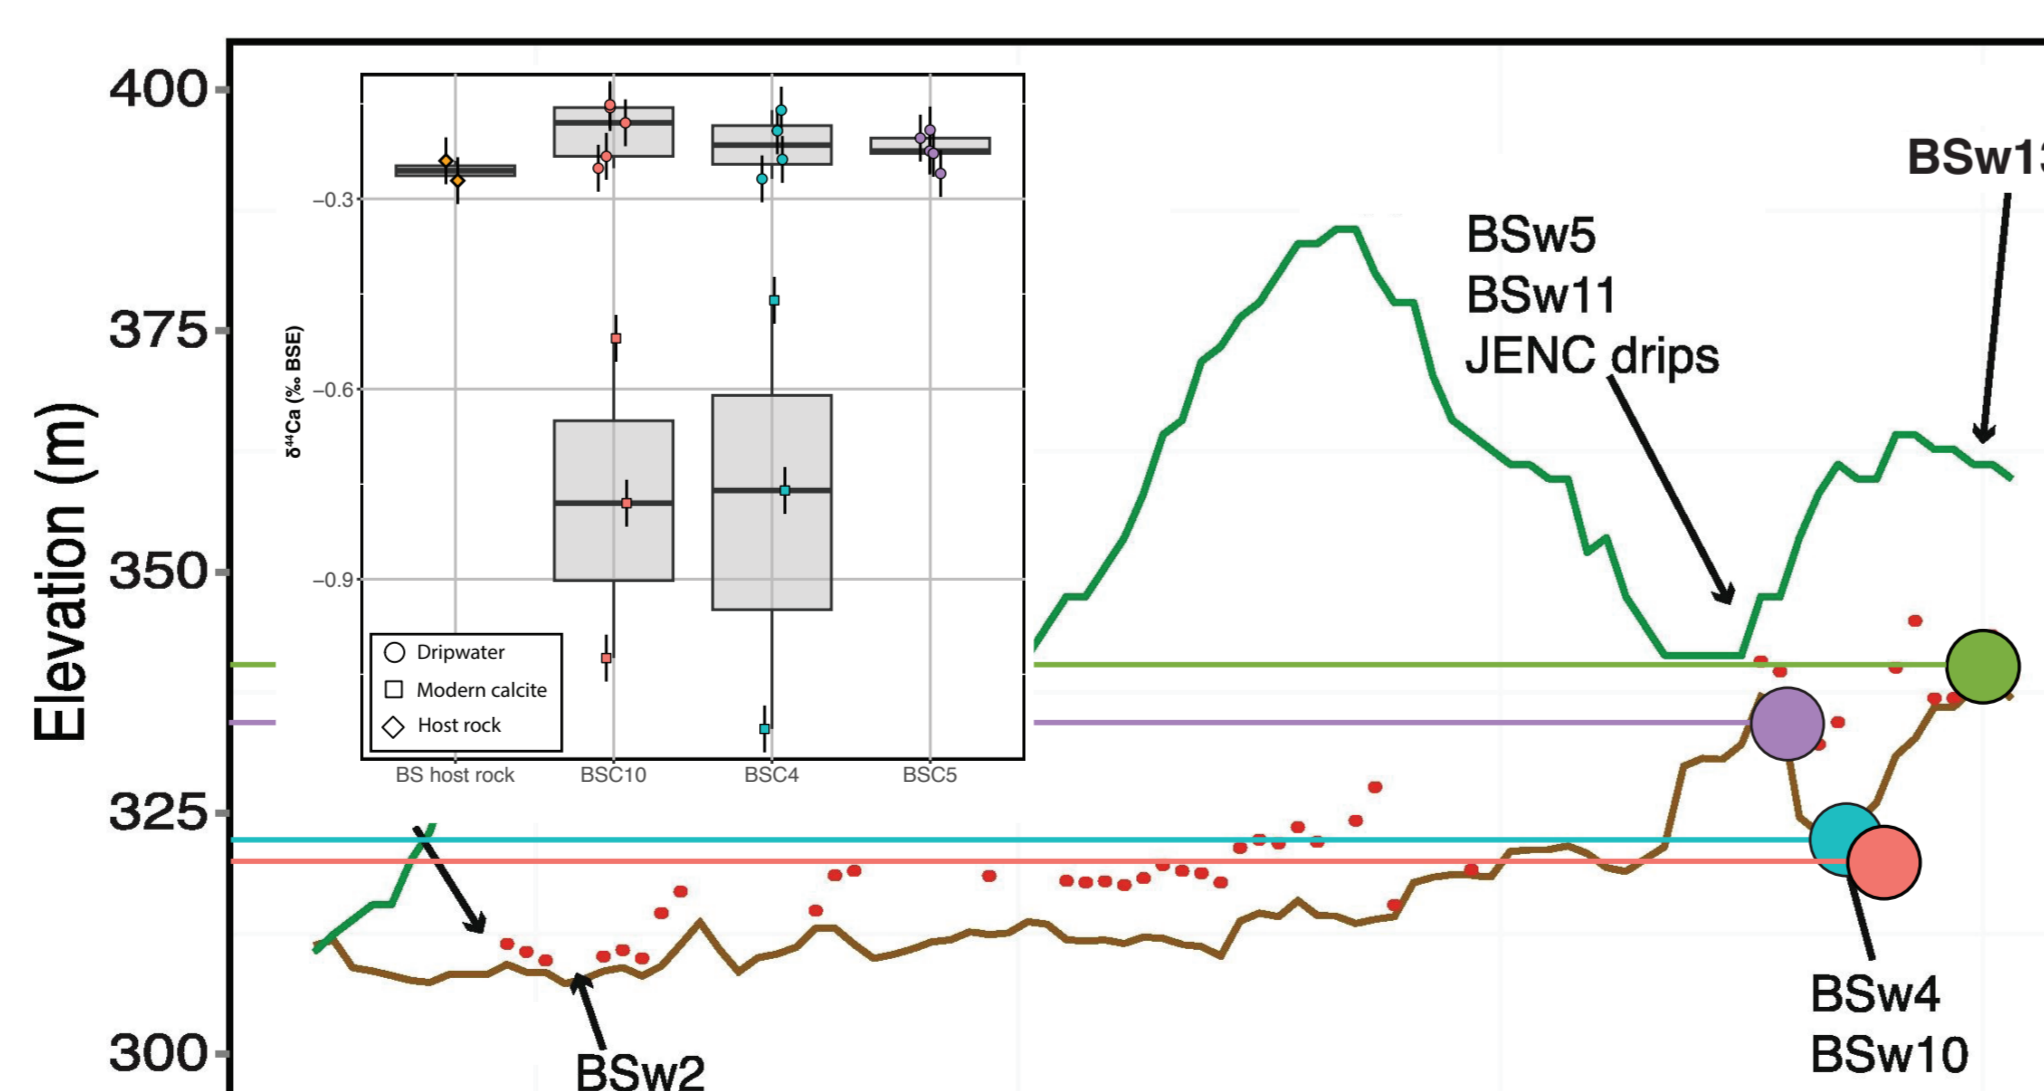 400
375
350
325
300
Elevation (m)
−0.3
−0.6
−0.9
δ⁴⁴Ca (‰ BSE)
Dripwater
Modern calcite
Host rock
BS host rock
BSC10
BSC4
BSC5
BSw5
BSw11
JENC drips
BSw13
BSw2
BSw4
BSw10